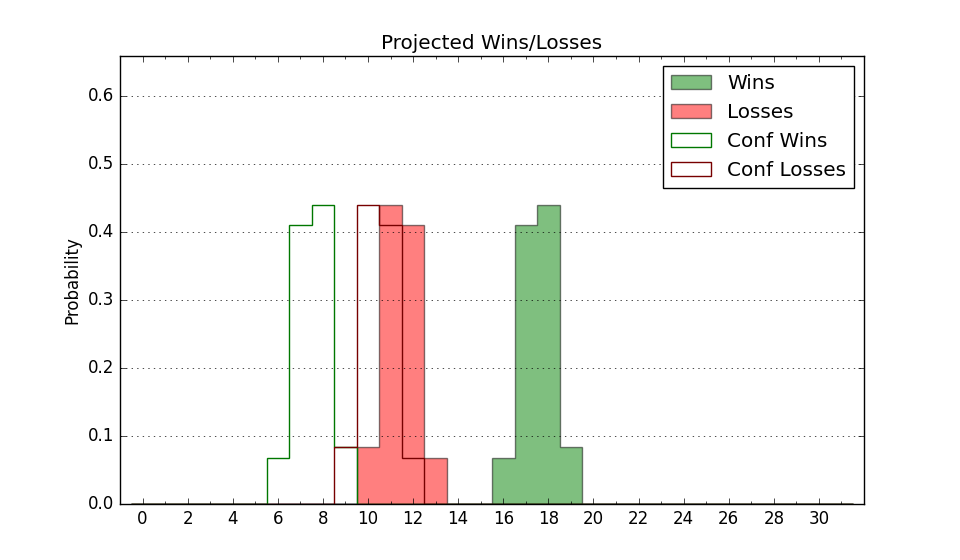 Projected Wins/Losses
Wins
Losses
Conf Wins
Conf Losses
Probability
0.6
0.5
0.4
0.3
0.2
0.1
0.0
0 2 4 6 8 10 12 14 16 18 20 22 24 26 28 30